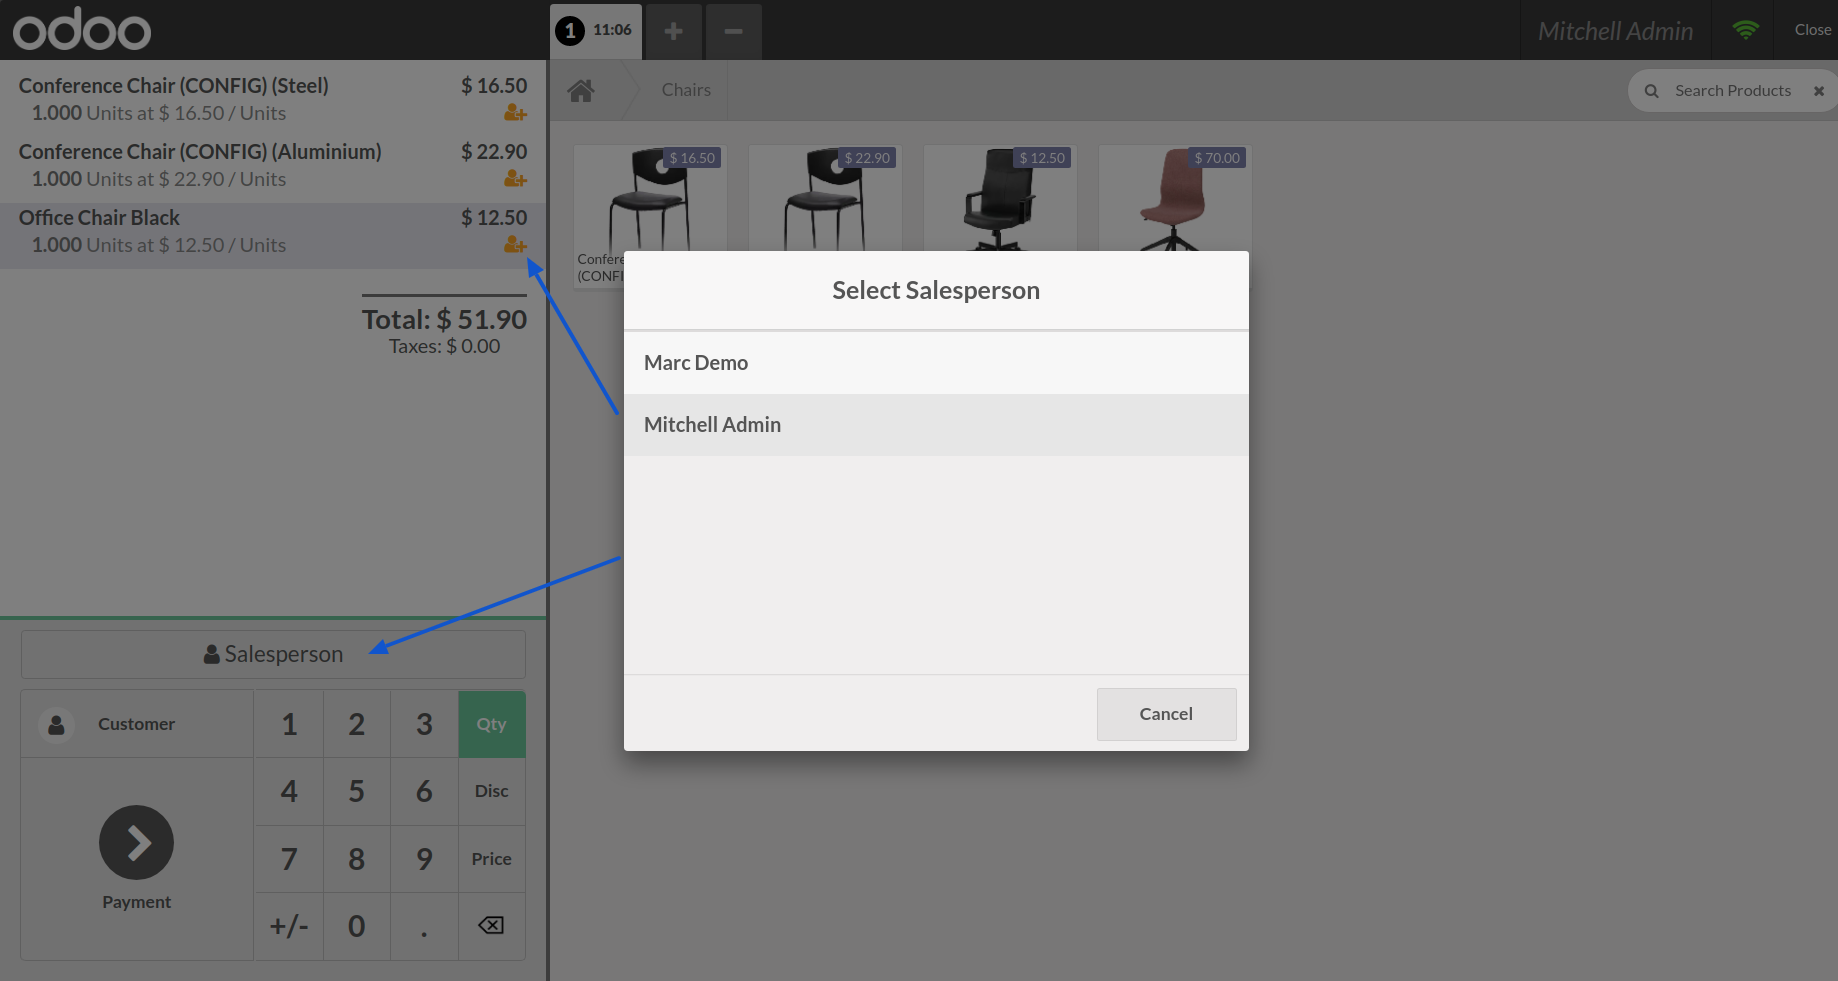 odoo
1 11:06
Mitchell Admin
Close
Conference Chair (CONFIG) (Steel) $ 16.50
1.000 Units at $ 16.50 / Units
Conference Chair (CONFIG) (Aluminium) $ 22.90
1.000 Units at $ 22.90 / Units
Office Chair Black $ 12.50
1.000 Units at $ 12.50 / Units
Total: $ 51.90
Taxes: $ 0.00
Chairs
Search Products
$ 16.50
$ 22.90
$ 12.50
$ 70.00
(CONFI
Select Salesperson
Marc Demo
Mitchell Admin
Cancel
Salesperson
Customer
1 2 3 Qty
4 5 6 Disc
7 8 9 Price
+/- 0 .
Payment